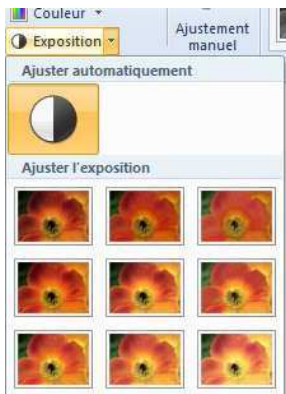 Couleur
Exposition
Ajustement
manuel
Ajuster automatiquement
Ajuster l'exposition